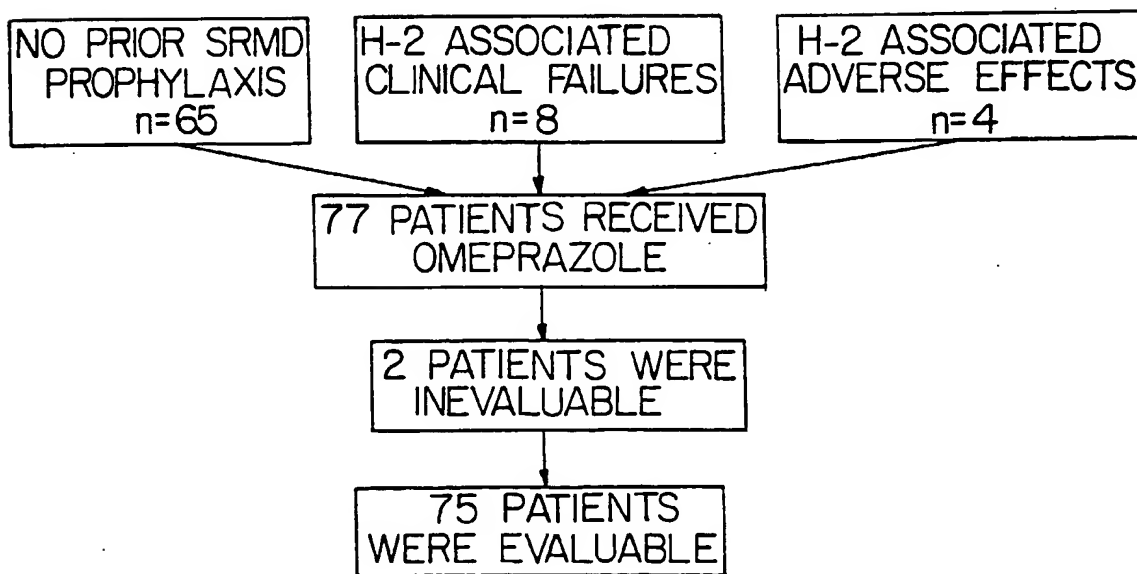 NO PRIOR SRMD
PROPHYLAXIS
n=65
H-2 ASSOCIATED
CLINICAL FAILURES
n=8
H-2 ASSOCIATED
ADVERSE EFFECTS
n=4
77 PATIENTS RECEIVED
OMEPRAZOLE
2 PATIENTS WERE
INEVALUABLE
75 PATIENTS
WERE EVALUABLE